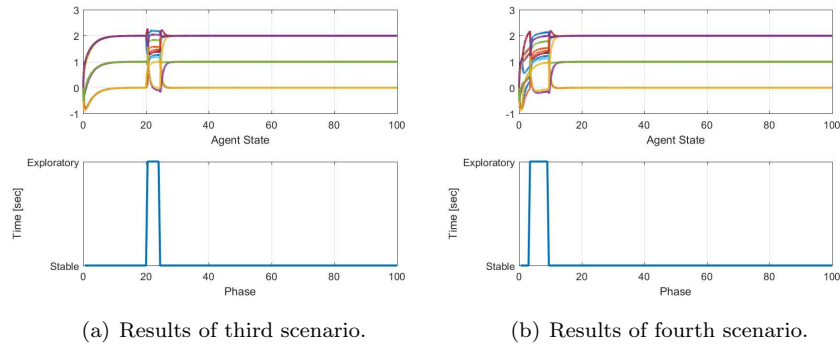 3
2
1
0
-1
0 20 40 60 80 100
Agent State
3
2
1
0
-1
0 20 40 60 80 100
Agent State
Exploratory
Time [sec]
Stable
0 20 40 60 80 100
Phase
Exploratory
Time [sec]
Stable
0 20 40 60 80 100
Phase
(a) Results of third scenario.
(b) Results of fourth scenario.